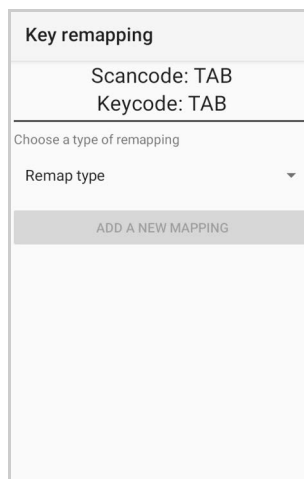 Key remapping
Scancode: TAB
Keycode: TAB
Choose a type of remapping
Remap type
ADD A NEW MAPPING